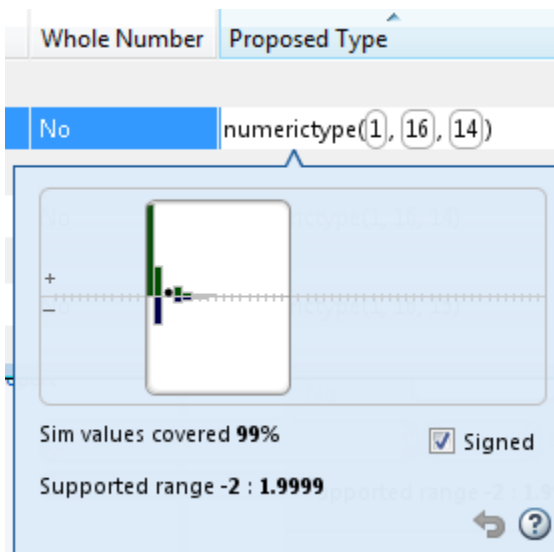 Whole Number Proposed Type
No numerictype(1, 16, 14)
+
−
Sim values covered 99% Signed
Supported range -2 : 1.9999
?